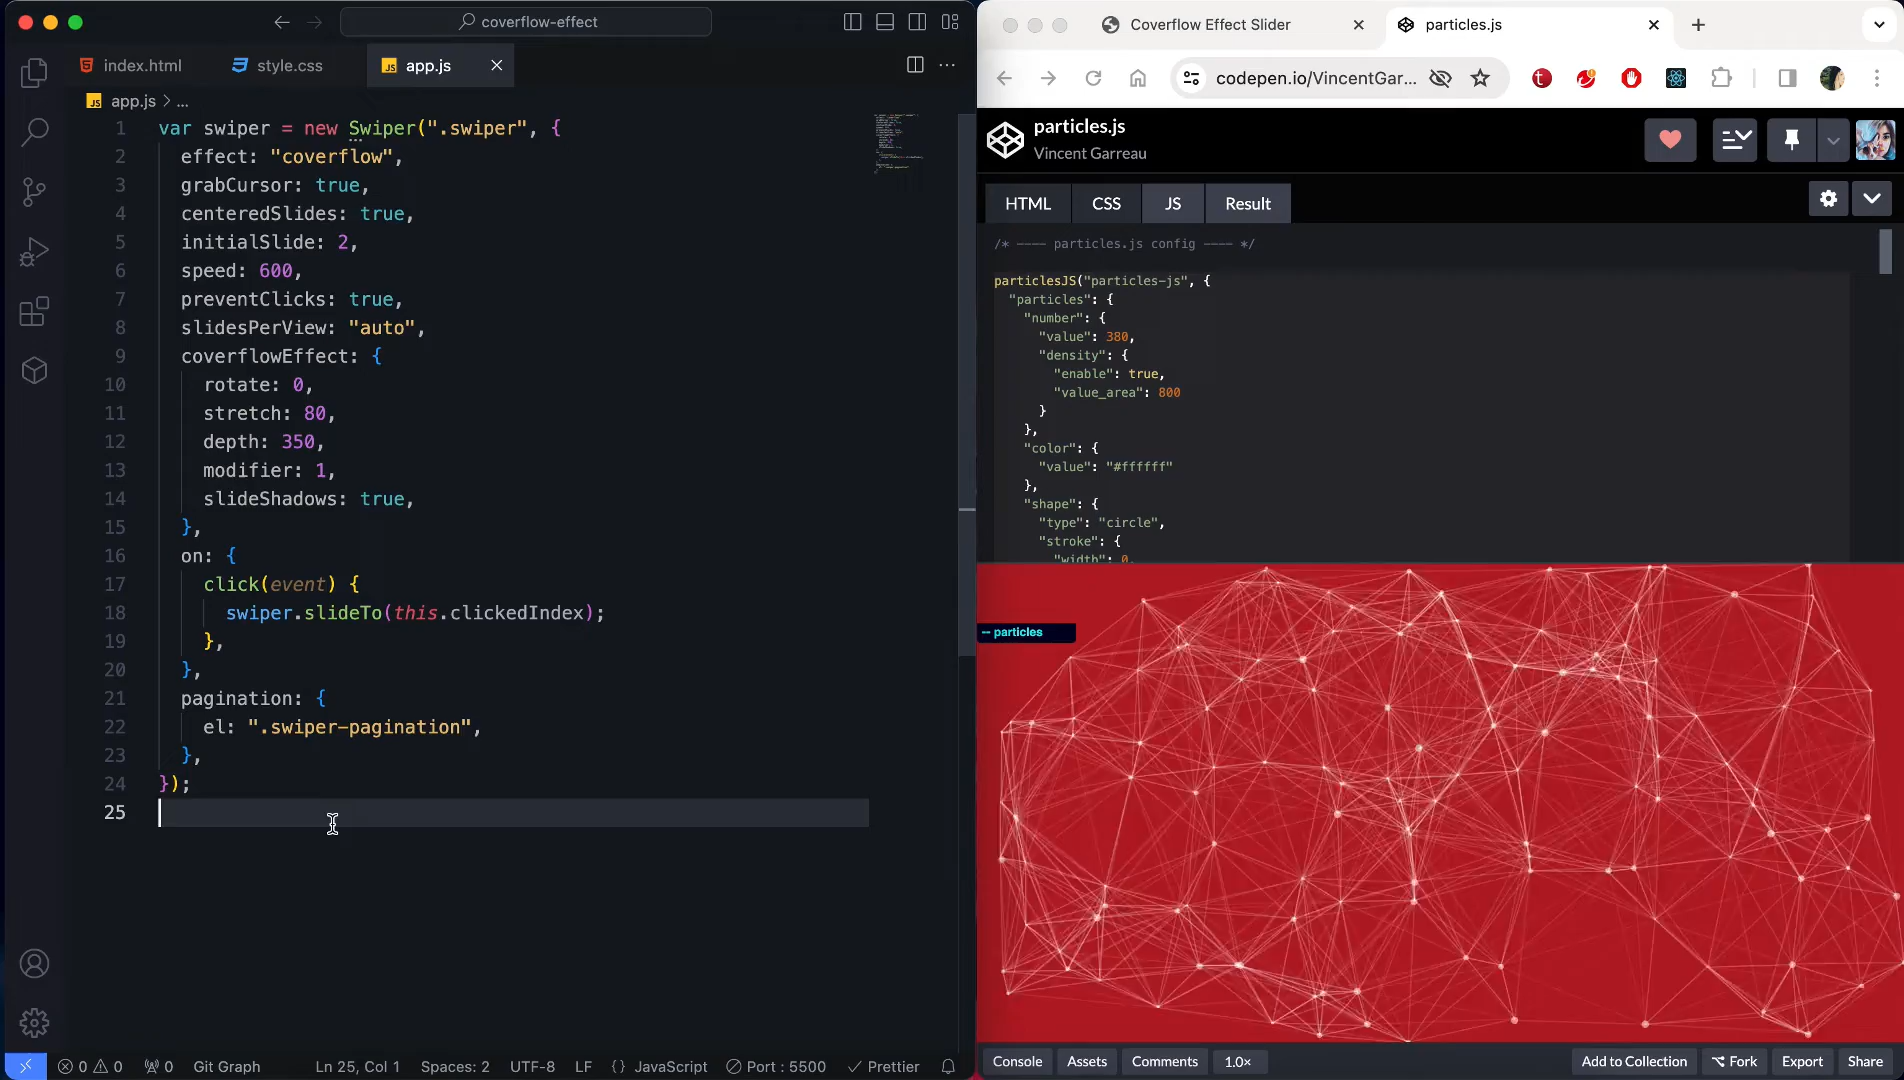 coverflow-effect
index.html
style.css
app.js
app.js > ...
1 var swiper = new Swiper(".swiper", {
2 effect: "coverflow",
3 grabCursor: true,
4 centeredSlides: true,
5 initialSlide: 2,
6 speed: 600,
7 preventClicks: true,
8 slidesPerView: "auto",
9 coverflowEffect: {
10 rotate: 0,
11 stretch: 80,
12 depth: 350,
13 modifier: 1,
14 slideShadows: true,
15 },
16 on: {
17 click(event) {
18 swiper.slideTo(this.clickedIndex);
19 },
20 },
21 pagination: {
22 el: ".swiper-pagination",
23 },
24 });
25
0 0 0 Git Graph Ln 25, Col 1 Spaces: 2 UTF-8 LF {} JavaScript Port : 5500 Prettier
Coverflow Effect Slider
particles.js
codepen.io/VincentGar...
particles.js
Vincent Garreau
HTML CSS JS Result
/* ---- particles.js config ---- */
particlesJS("particles-js", {
"particles": {
"number": {
"value": 380,
"density": {
"enable": true,
"value_area": 800
}
},
"color": {
"value": "#ffffff"
},
"shape": {
"type": "circle",
"stroke": {
"width": 0,
-- particles
Console Assets Comments 1.0× Add to Collection Fork Export Share